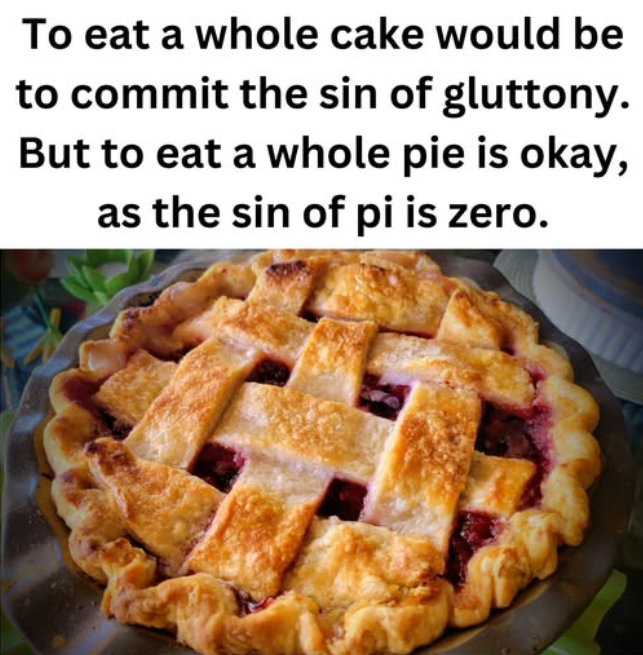 To eat a whole cake would be
to commit the sin of gluttony.
But to eat a whole pie is okay,
as the sin of pi is zero.